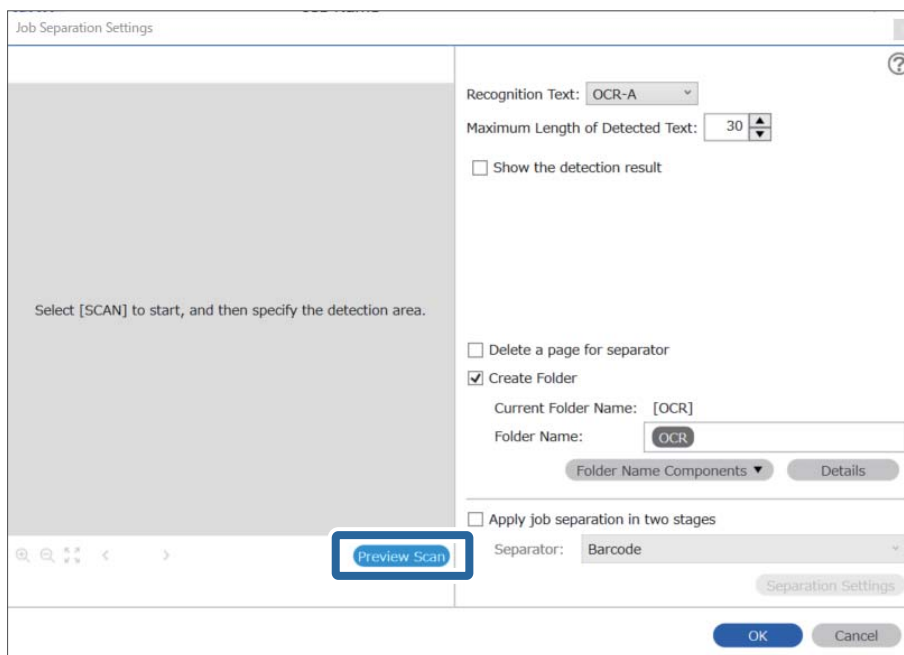 Job Separation Settings
Recognition Text: OCR-A
Maximum Length of Detected Text: 30
Show the detection result
Select [SCAN] to start, and then specify the detection area.
Delete a page for separator
Create Folder
Current Folder Name: [OCR]
Folder Name: OCR
Folder Name Components ▼ Details
Apply job separation in two stages
Preview Scan Separator: Barcode
Separation Settings
OK Cancel